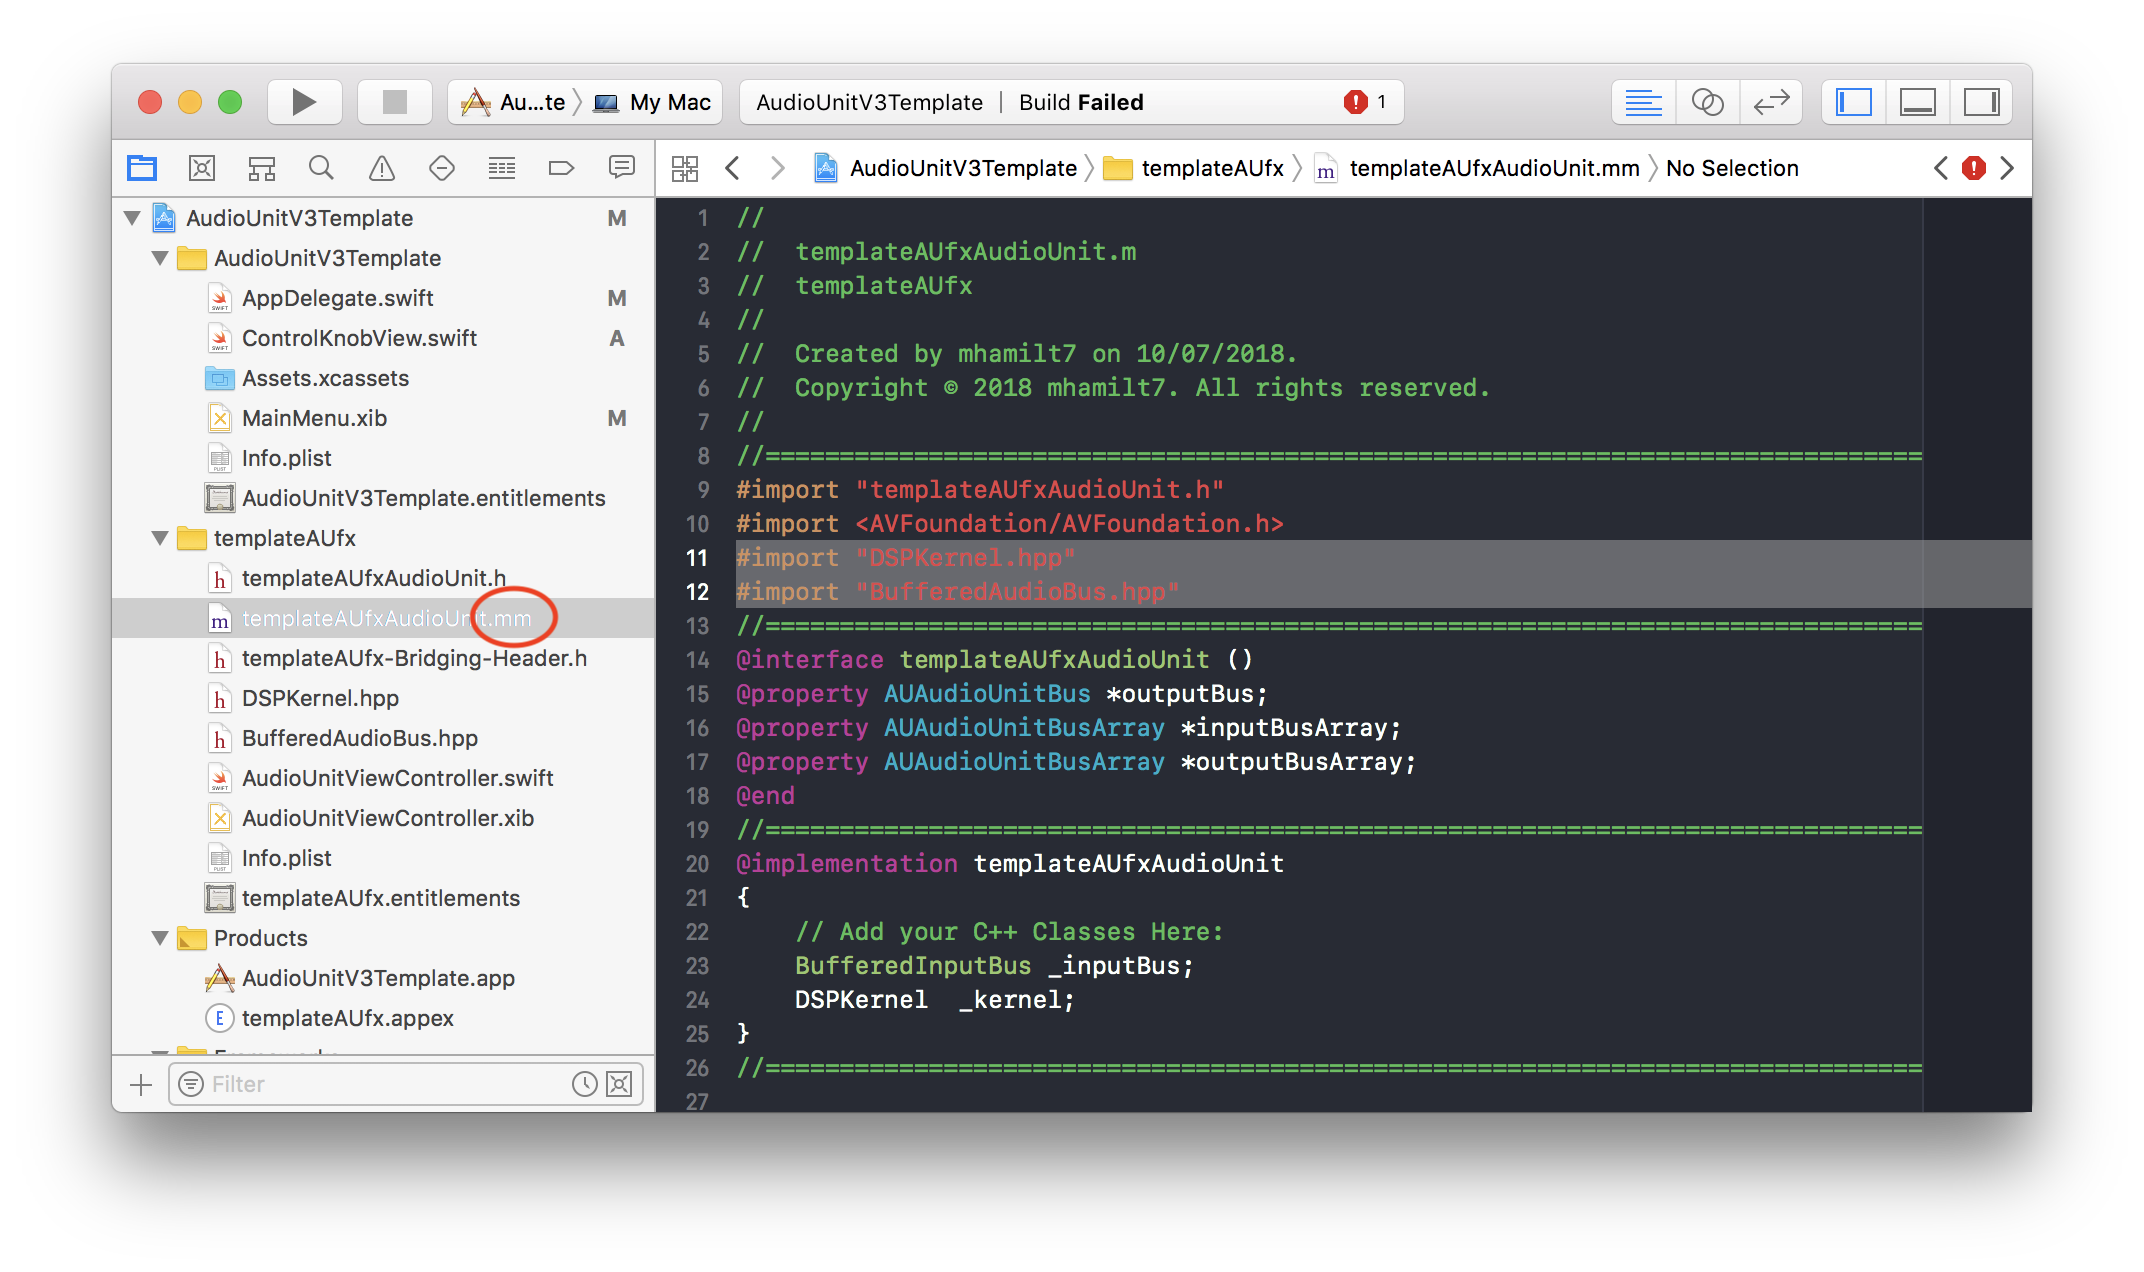 Au...te 〉 My Mac
AudioUnitV3Template | Build Failed 1
AudioUnitV3Template 〉 templateAUfx 〉 templateAUfxAudioUnit.mm 〉 No Selection
AudioUnitV3Template M
AudioUnitV3Template
AppDelegate.swift M
ControlKnobView.swift A
Assets.xcassets
MainMenu.xib M
Info.plist
AudioUnitV3Template.entitlements
templateAUfx
templateAUfxAudioUnit.h
templateAUfxAudioUnit.mm
templateAUfx-Bridging-Header.h
DSPKernel.hpp
BufferedAudioBus.hpp
AudioUnitViewController.swift
AudioUnitViewController.xib
Info.plist
templateAUfx.entitlements
Products
AudioUnitV3Template.app
templateAUfx.appex
Filter
1 //
2 //  templateAUfxAudioUnit.m
3 //  templateAUfx
4 //
5 //  Created by mhamilt7 on 10/07/2018.
6 //  Copyright © 2018 mhamilt7. All rights reserved.
7 //
8 //==============================================================================
9 #import "templateAUfxAudioUnit.h"
10 #import <AVFoundation/AVFoundation.h>
11 #import "DSPKernel.hpp"
12 #import "BufferedAudioBus.hpp"
13 //==============================================================================
14 @interface templateAUfxAudioUnit ()
15 @property AUAudioUnitBus *outputBus;
16 @property AUAudioUnitBusArray *inputBusArray;
17 @property AUAudioUnitBusArray *outputBusArray;
18 @end
19 //==============================================================================
20 @implementation templateAUfxAudioUnit
21 {
22     // Add your C++ Classes Here:
23     BufferedInputBus _inputBus;
24     DSPKernel  _kernel;
25 }
26 //==============================================================================
27